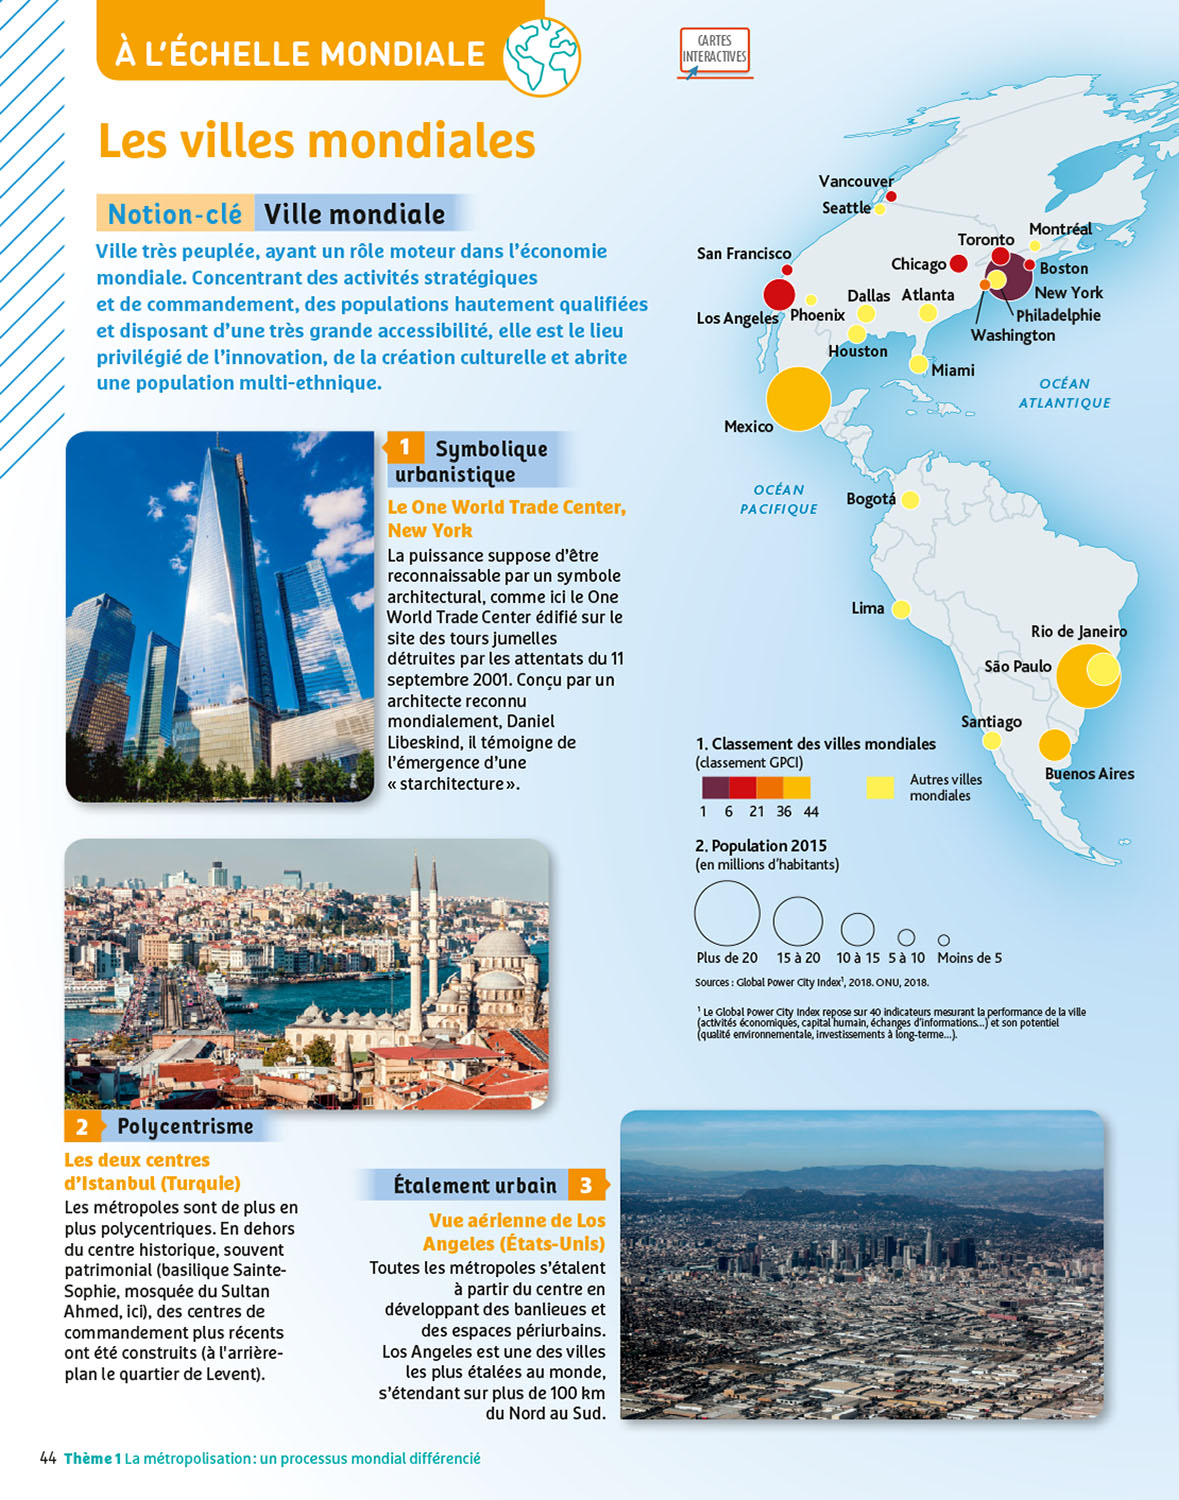 À L'ÉCHELLE MONDIALE
CARTES
INTERACTIVES
Les villes mondiales
Notion-clé Ville mondiale
Ville très peuplée, ayant un rôle moteur dans l'économie
mondiale. Concentrant des activités stratégiques
et de commandement, des populations hautement qualifiées
et disposant d'une très grande accessibilité, elle est le lieu
privilégié de l'innovation, de la création culturelle et abrite
une population multi-ethnique.
1 Symbolique
urbanistique
Le One World Trade Center,
New York
La puissance suppose d'être
reconnaissable par un symbole
architectural, comme ici le One
World Trade Center édifié sur le
site des tours jumelles
détruites par les attentats du 11
septembre 2001. Conçu par un
architecte reconnu
mondialement, Daniel
Libeskind, il témoigne de
l'émergence d'une
« starchitecture ».
Vancouver
Seattle
Montréal
Toronto
San Francisco
Chicago
Boston
New York
Los Angeles
Phoenix
Dallas
Atlanta
Philadelphie
Washington
Houston
Miami
OCÉAN
ATLANTIQUE
Mexico
OCÉAN
PACIFIQUE
Bogotá
Lima
Rio de Janeiro
São Paulo
Santiago
Buenos Aires
1. Classement des villes mondiales
(classement GPCI)
1 6 21 36 44
Autres villes
mondiales
2. Population 2015
(en millions d'habitants)
Plus de 20 15 à 20 10 à 15 5 à 10 Moins de 5
Sources : Global Power City Index¹, 2018. ONU, 2018.
¹ Le Global Power City Index repose sur 40 indicateurs mesurant la performance de la ville
(activités économiques, capital humain, échanges d'informations...) et son potentiel
(qualité environnementale, investissements à long-terme...).
2 Polycentrisme
Les deux centres
d'Istanbul (Turquie)
Les métropoles sont de plus en
plus polycentriques. En dehors
du centre historique, souvent
patrimonial (basilique Sainte-
Sophie, mosquée du Sultan
Ahmed, ici), des centres de
commandement plus récents
ont été construits (à l'arrière-
plan le quartier de Levent).
Étalement urbain 3
Vue aérienne de Los
Angeles (États-Unis)
Toutes les métropoles s'étalent
à partir du centre en
développant des banlieues et
des espaces périurbains.
Los Angeles est une des villes
les plus étalées au monde,
s'étendant sur plus de 100 km
du Nord au Sud.
44 Thème 1 La métropolisation : un processus mondial différencié